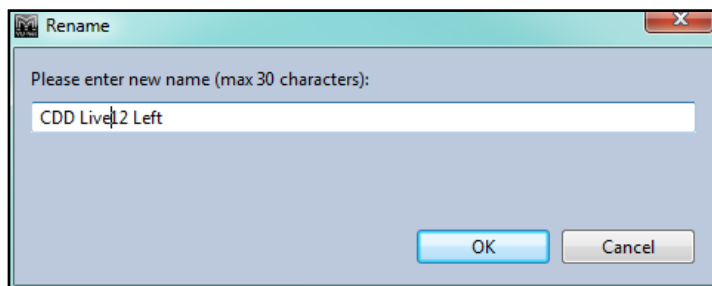 Rename
Please enter new name (max 30 characters):
CDD Live12 Left
OK Cancel